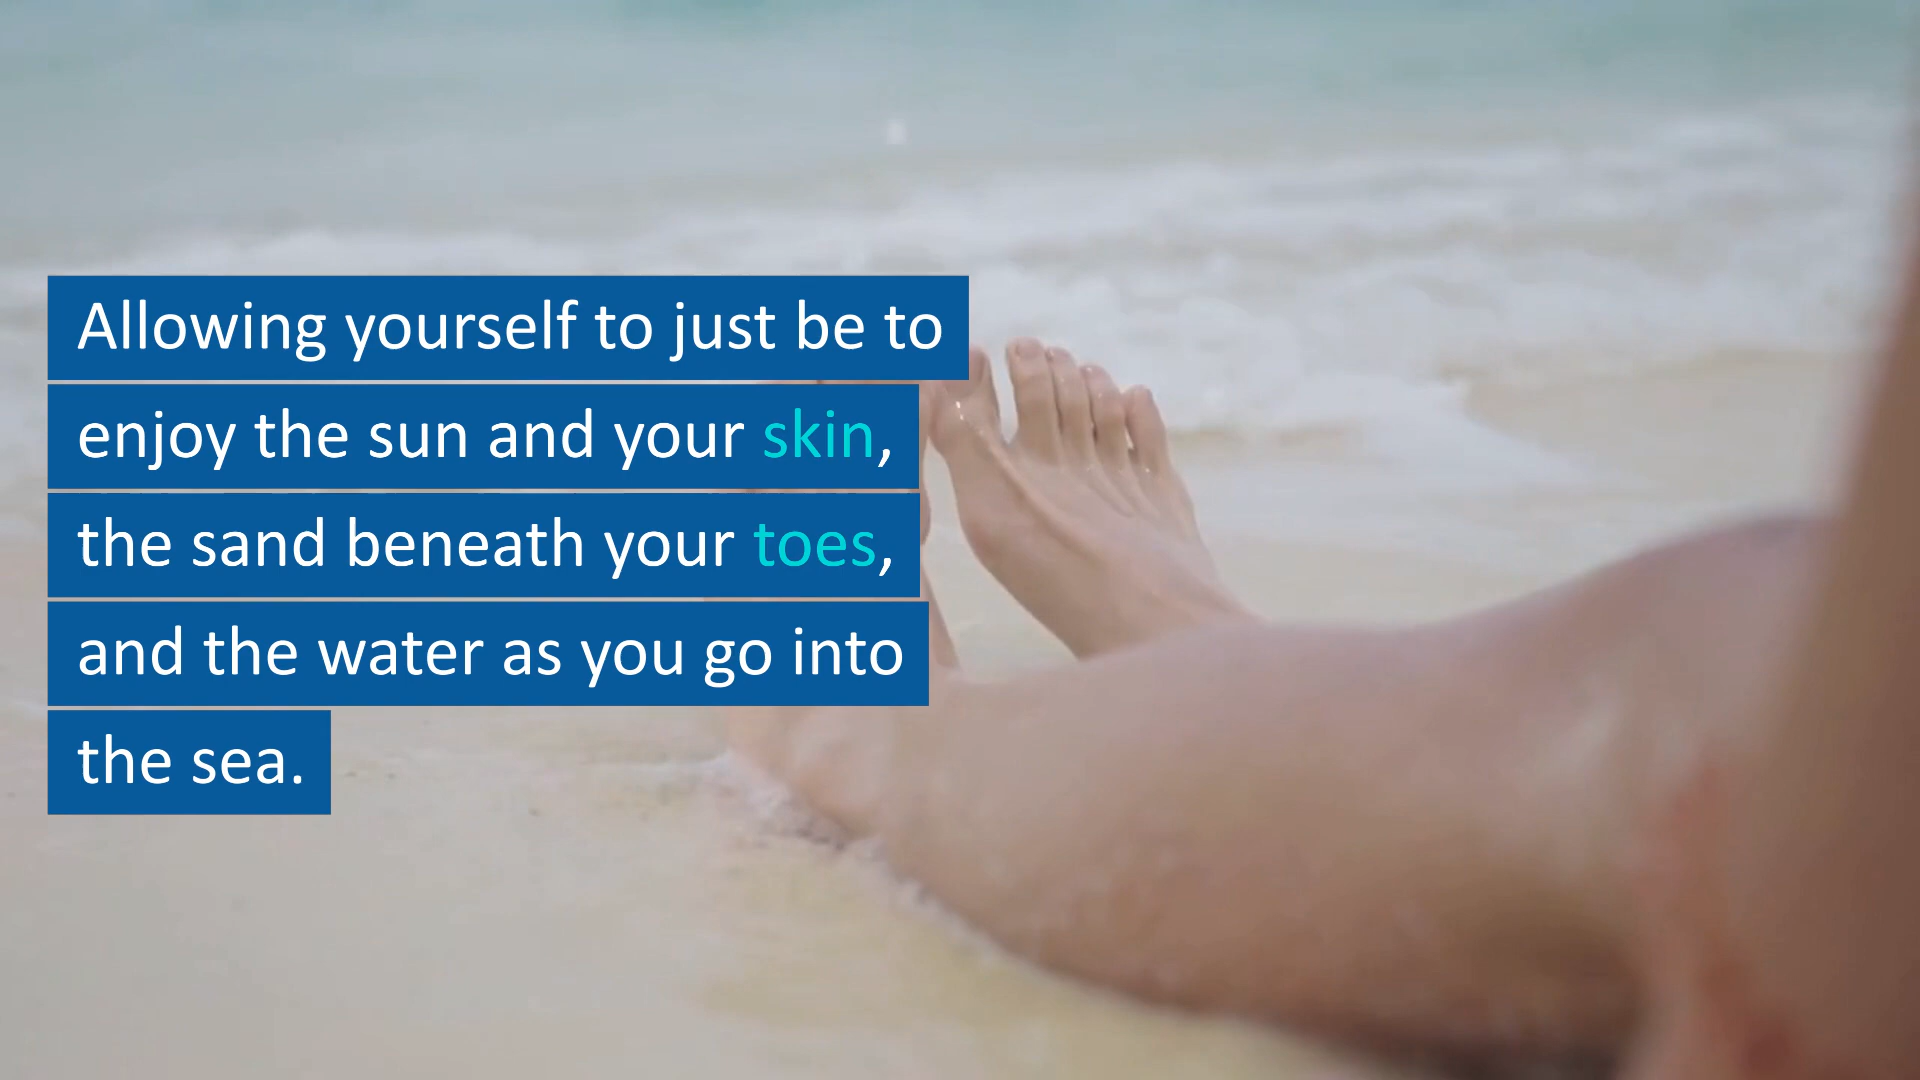 Allowing yourself to just be to
enjoy the sun and your skin,
the sand beneath your toes,
and the water as you go into
the sea.